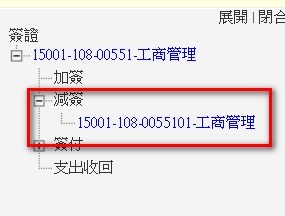 展開 | 閉合
簽證
15001-108-00551-工商管理
加簽
減簽
15001-108-0055101-工商管理
簽付
支出收回